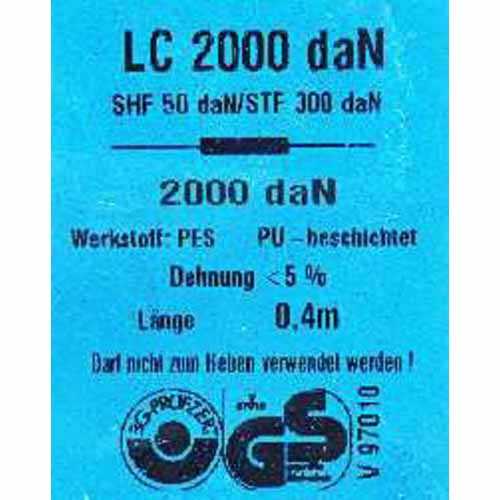 LC 2000 daN
SHF 50 daN/STF 300 daN
2000 daN
Werkstoff: PES PU-beschichtet
Dehnung <5 %
Länge 0,4m
Darf nicht zum Heben verwendet werden !
GS
V 97010